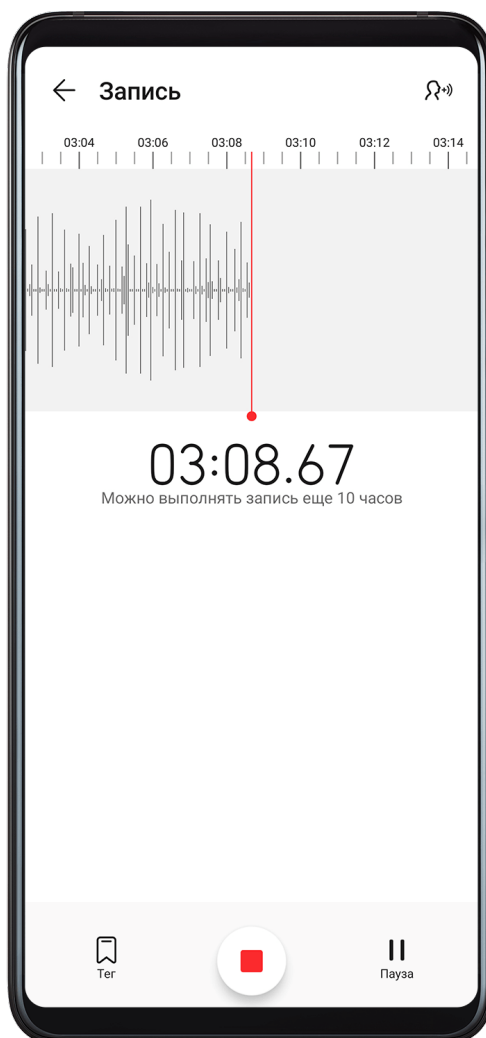 Запись
03:04 03:06 03:08 03:10 03:12 03:14
03:08.67
Можно выполнять запись еще 10 часов
Тег Пауза